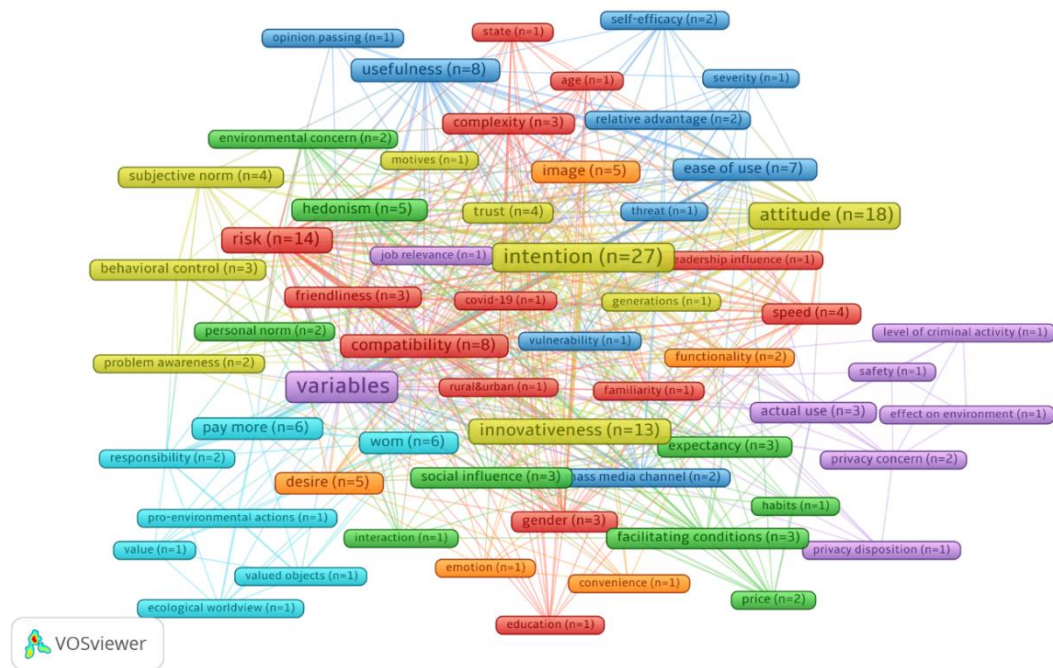 state (n=1)
self-efficacy (n=2)
opinion passing (n=1)
usefulness (n=8)
age (n=1)
severity (n=1)
complexity (n=3)
relative advantage (n=2)
environmental concern (n=2)
motives (n=1)
image (n=5)
ease of use (n=7)
subjective norm (n=4)
hedonism (n=5)
trust (n=4)
threat (n=1)
attitude (n=18)
risk (n=14)
job relevance (n=1)
intention (n=27)
leadership influence (n=1)
behavioral control (n=3)
friendliness (n=3)
covid-19 (n=1)
generations (n=1)
speed (n=4)
personal norm (n=2)
compatibility (n=8)
vulnerability (n=1)
level of criminal activity (n=1)
problem awareness (n=2)
functionality (n=2)
safety (n=1)
variables
rural&urban (n=1)
familiarity (n=1)
actual use (n=3)
effect on environment (n=1)
pay more (n=6)
wom (n=6)
innovativeness (n=13)
expectancy (n=3)
responsibility (n=2)
privacy concern (n=2)
desire (n=5)
social influence (n=3)
mass media channel (n=2)
pro-environmental actions (n=1)
gender (n=3)
habits (n=1)
interaction (n=1)
facilitating conditions (n=3)
value (n=1)
privacy disposition (n=1)
valued objects (n=1)
emotion (n=1)
convenience (n=1)
ecological worldview (n=1)
price (n=2)
education (n=1)
VOSviewer